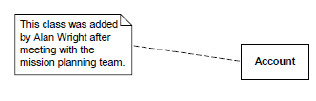 This class was added
by Alan Wright after
meeting with the
mission planning team.
Account